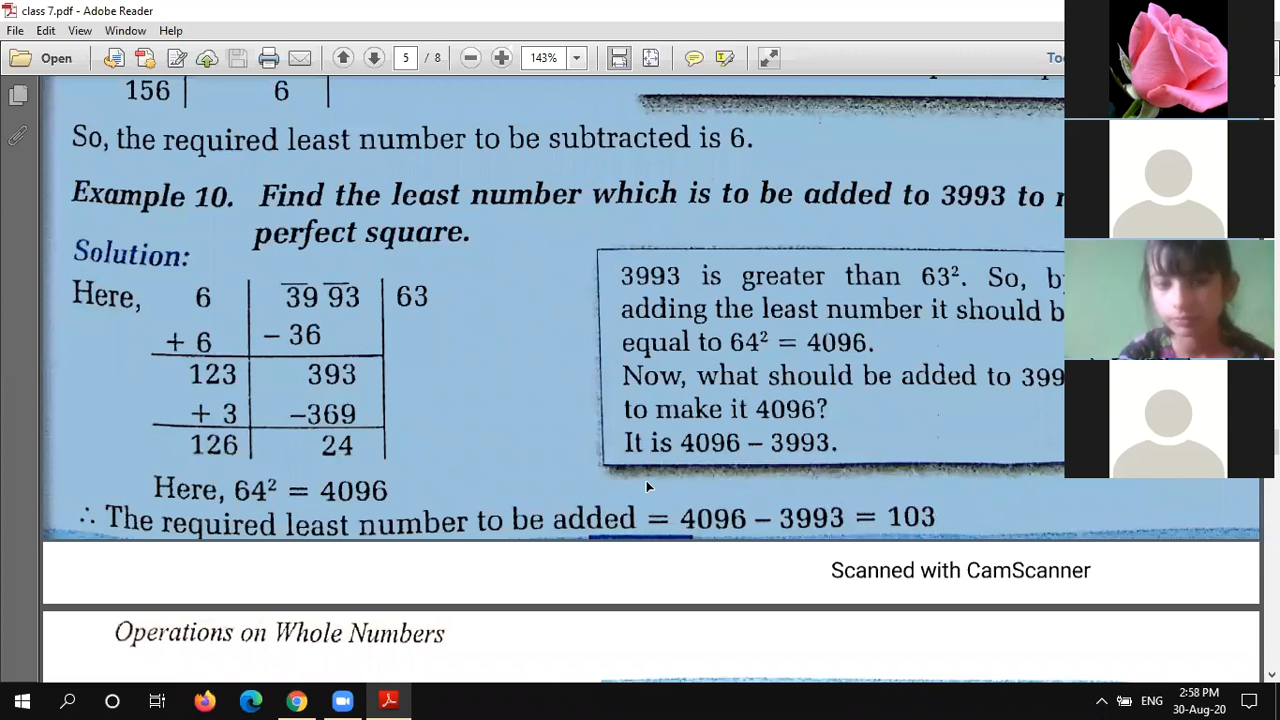 class 7.pdf - Adobe Reader
File Edit View Window Help
Open 5 / 8 143%
156 6
So, the required least number to be subtracted is 6.
Example 10. Find the least number which is to be added to 3993 to
perfect square.
Solution:
Here, 6 39 93 63
+ 6 − 36
123 393
+ 3 −369
126 24
Here, 64² = 4096
3993 is greater than 63². So,
adding the least number it should
equal to 64² = 4096.
Now, what should be added to 399
to make it 4096?
It is 4096 − 3993.
∴ The required least number to be added = 4096 − 3993 = 103
Scanned with CamScanner
Operations on Whole Numbers
ENG
2:58 PM
30-Aug-20